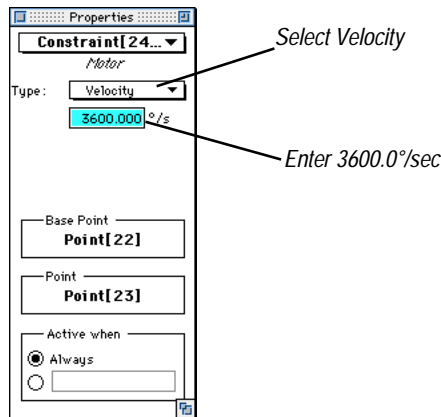 Properties
Constraint[24...
Motor
Select Velocity
Type: Velocity
3600.000 °/s
Enter 3600.0°/sec
Base Point
Point[22]
Point
Point[23]
Active when
Always